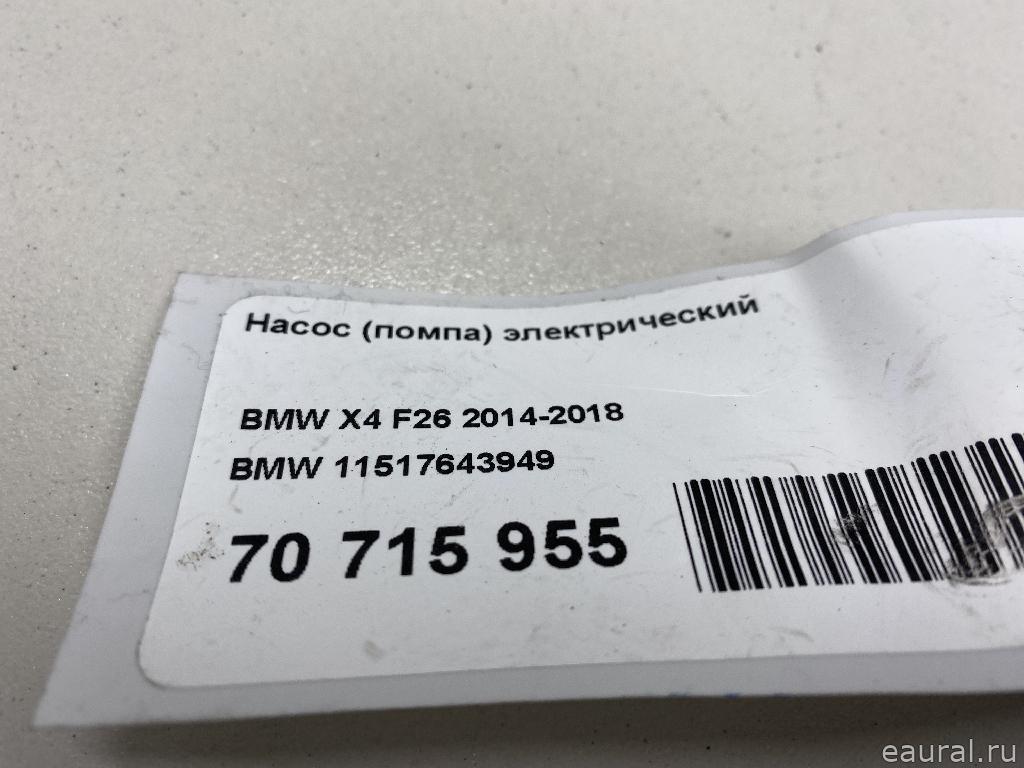 Насос (помпа) электрический
BMW X4 F26 2014-2018
BMW 11517643949
70 715 955
eaural.ru